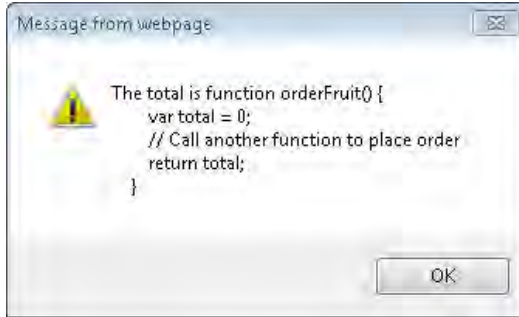 Message from webpage
The total is function orderFruit() {
var total = 0;
// Call another function to place order
return total;
}
OK